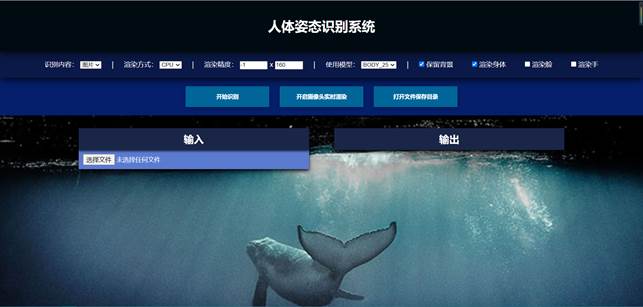 人体姿态识别系统
识别内容: 图片 | 渲染方式: CPU | 渲染精度: -1 x 160 | 使用模型: BODY_25 | 保留背景 渲染身体 渲染脸 渲染手
开始识别 开启摄像头实时渲染 打开文件保存目录
输入 输出
选择文件 未选择任何文件